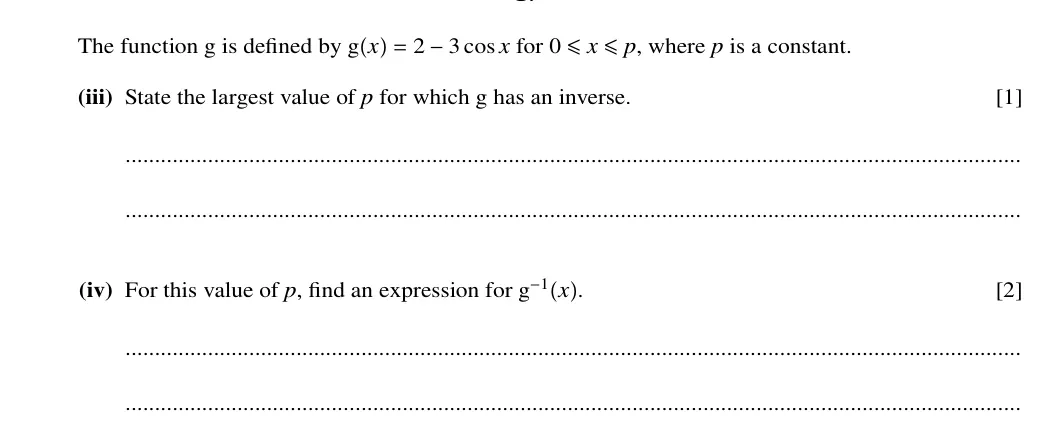 The function g is defined by g(x) = 2 − 3 cos x for 0 ⩽ x ⩽ p, where p is a constant.
(iii) State the largest value of p for which g has an inverse. [1]
(iv) For this value of p, find an expression for g⁻¹(x). [2]